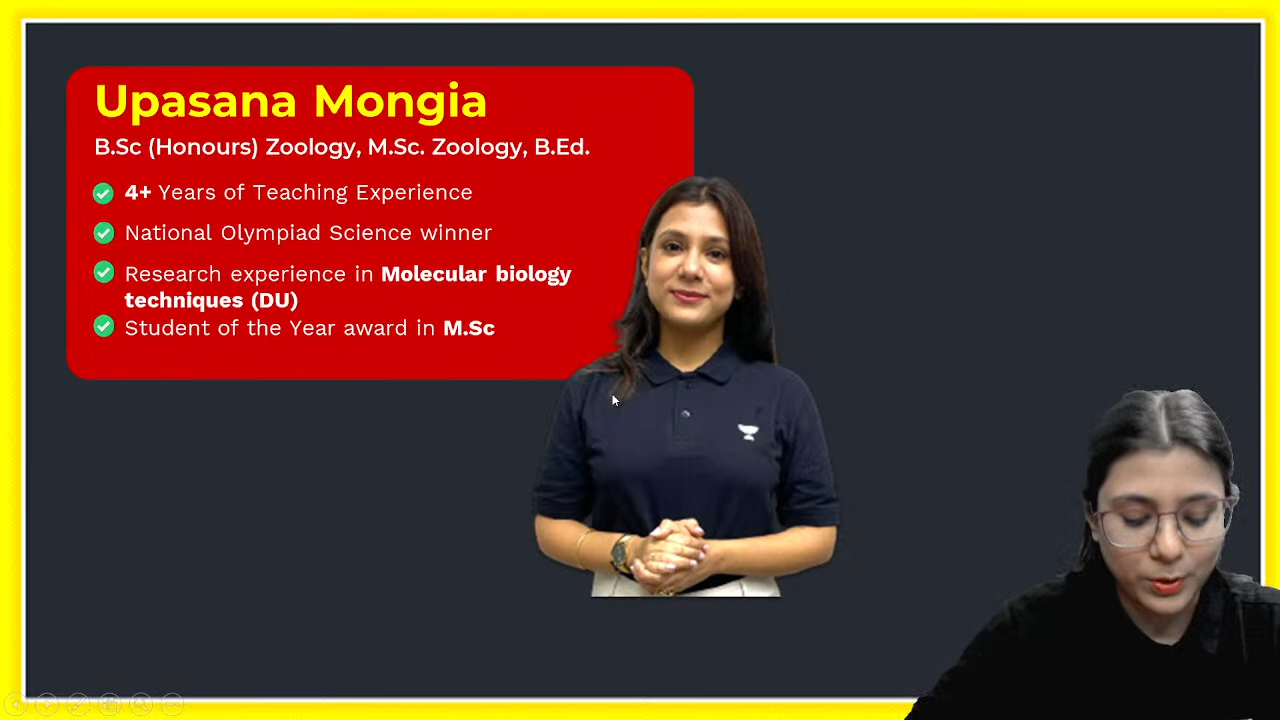 Upasana Mongia
B.Sc (Honours) Zoology, M.Sc. Zoology, B.Ed.
4+ Years of Teaching Experience
National Olympiad Science winner
Research experience in Molecular biology
techniques (DU)
Student of the Year award in M.Sc